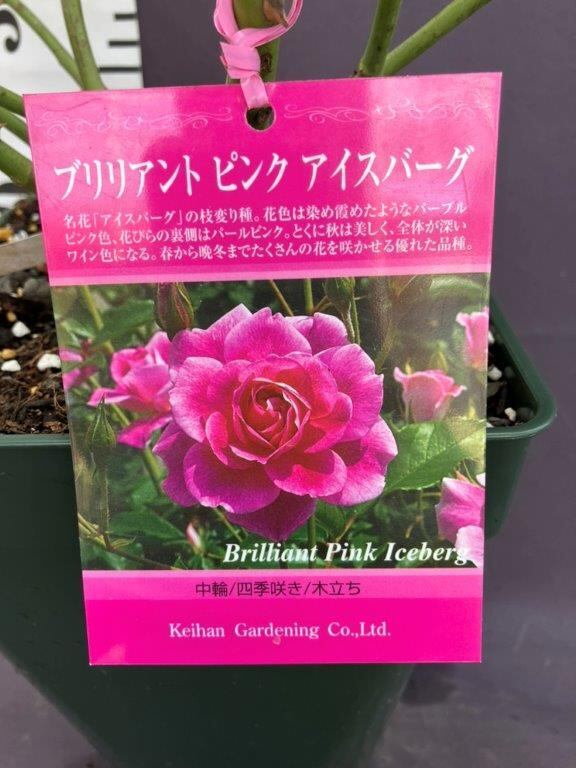 ブリリアント ピンク アイスバーグ
名花「アイスバーグ」の枝変り種。花色は染め霞めたようなパープル
ピンク色、花びらの裏側はパールピンク。とくに秋は美しく、全体が深い
ワイン色になる。春から晩冬までたくさんの花を咲かせる優れた品種。
Brilliant Pink Iceberg
中輪/四季咲き/木立ち
Keihan Gardening Co.,Ltd.